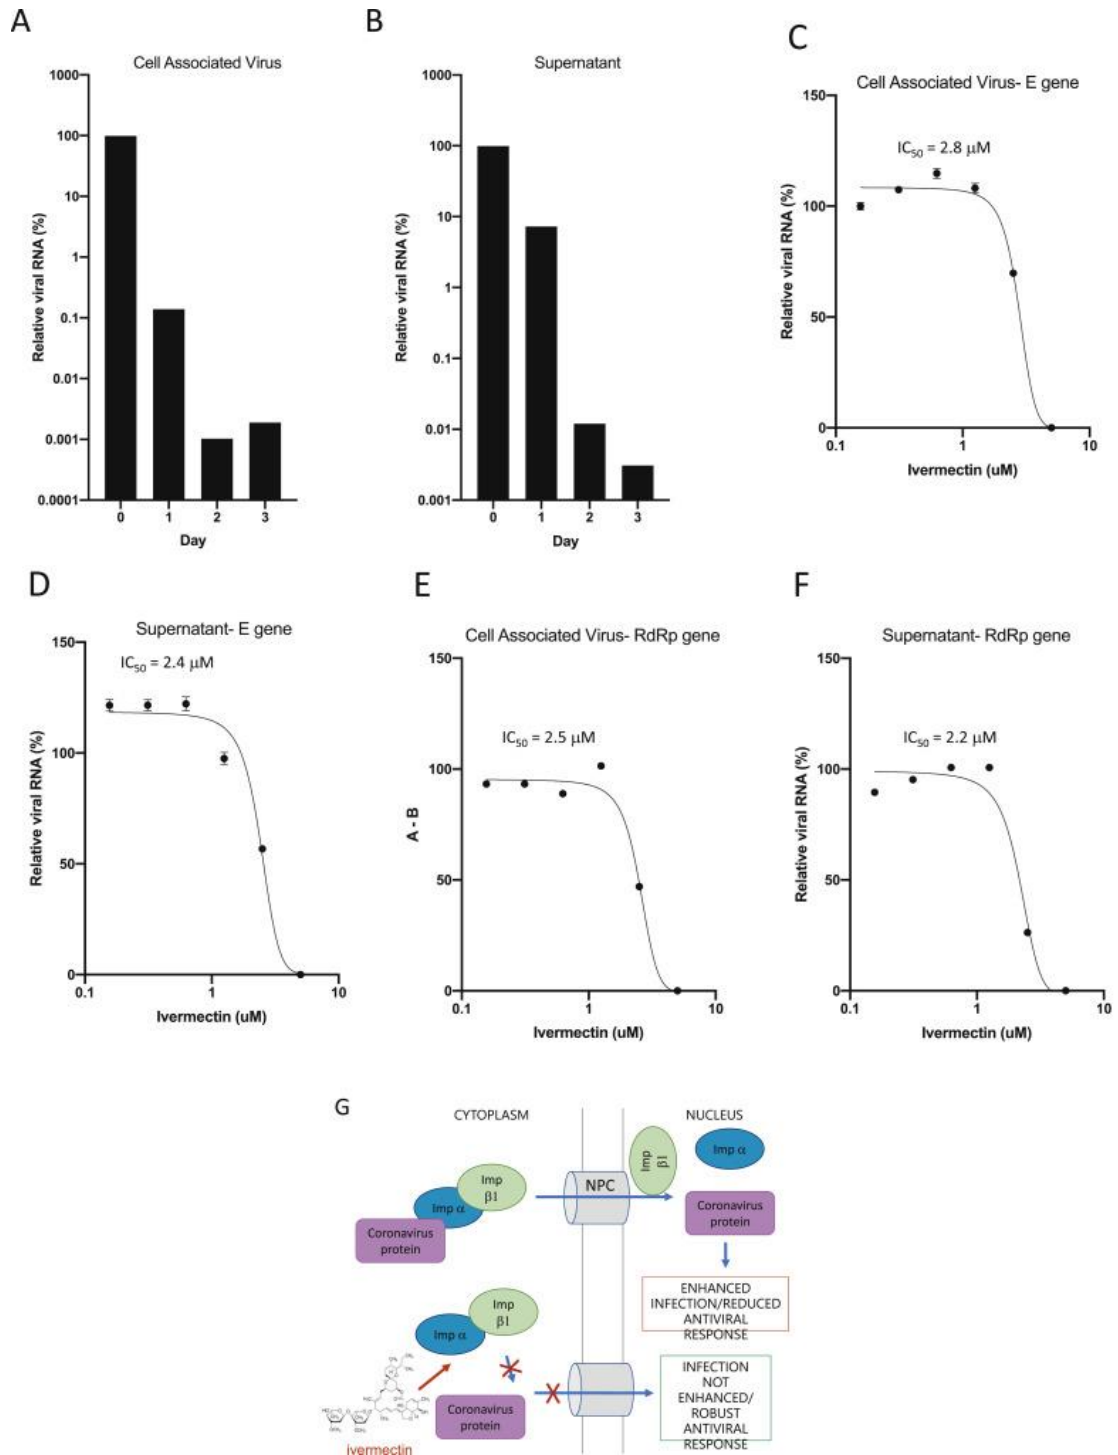 A
Cell Associated Virus
1000
100
10
1
0.1
0.01
0.001
0.0001
Relative viral RNA (%)
0 1 2 3
Day
B
Supernatant
1000
100
10
1
0.1
0.01
0.001
Relative viral RNA (%)
0 1 2 3
Day
C
Cell Associated Virus- E gene
IC50 = 2.8 μM
150
100
50
0
Relative viral RNA (%)
0.1 1 10
Ivermectin (uM)
D
Supernatant- E gene
IC50 = 2.4 μM
150
100
50
0
Relative viral RNA (%)
0.1 1 10
Ivermectin (uM)
E
Cell Associated Virus- RdRp gene
IC50 = 2.5 μM
150
100
50
0
A - B
0.1 1 10
Ivermectin (uM)
F
Supernatant- RdRp gene
IC50 = 2.2 μM
150
100
50
0
Relative viral RNA (%)
0.1 1 10
Ivermectin (uM)
G
CYTOPLASM
NUCLEUS
Imp
β1
Imp α
Coronavirus
protein
NPC
Imp
β1
Imp α
Coronavirus
protein
ENHANCED
INFECTION/REDUCED
ANTIVIRAL
RESPONSE
Imp
β1
Imp α
Coronavirus
protein
ivermectin
INFECTION
NOT
ENHANCED/
ROBUST
ANTIVIRAL
RESPONSE